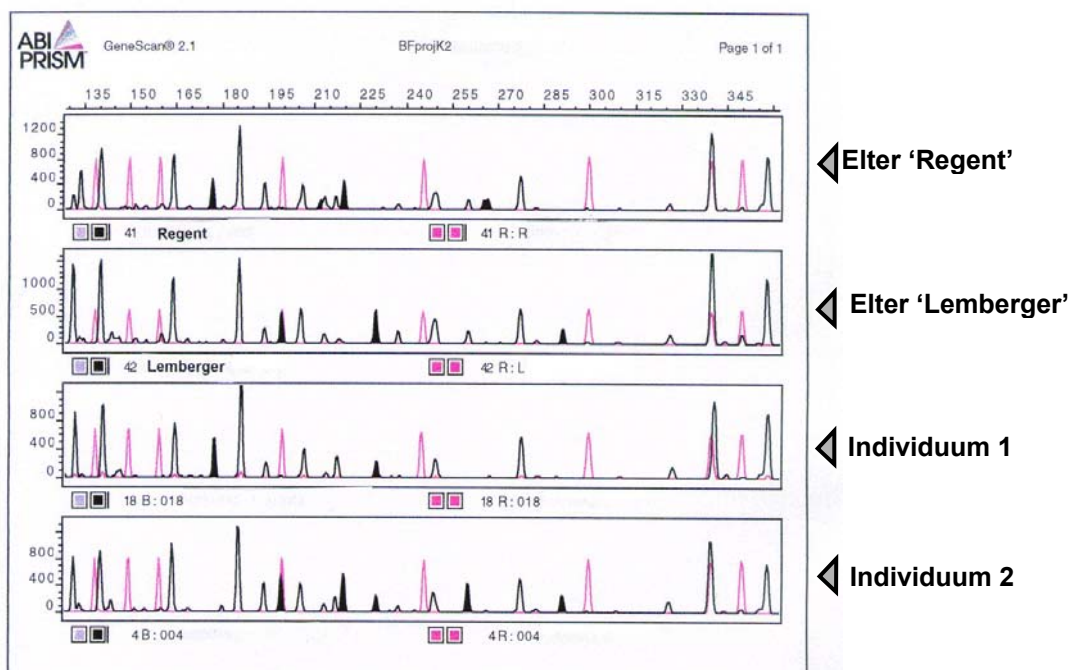 ABI PRISM GeneScan® 2.1 BFprojK2 Page 1 of 1
135 150 165 180 195 210 225 240 255 270 285 300 315 330 345
1200
800
400
0
Elter ‘Regent’
41 Regent 41 R : R
1000
500
0
Elter ‘Lemberger’
42 Lemberger 42 R : L
800
400
0
Individuum 1
18 B : 018 18 R : 018
800
400
0
Individuum 2
4 B : 004 4 R : 004